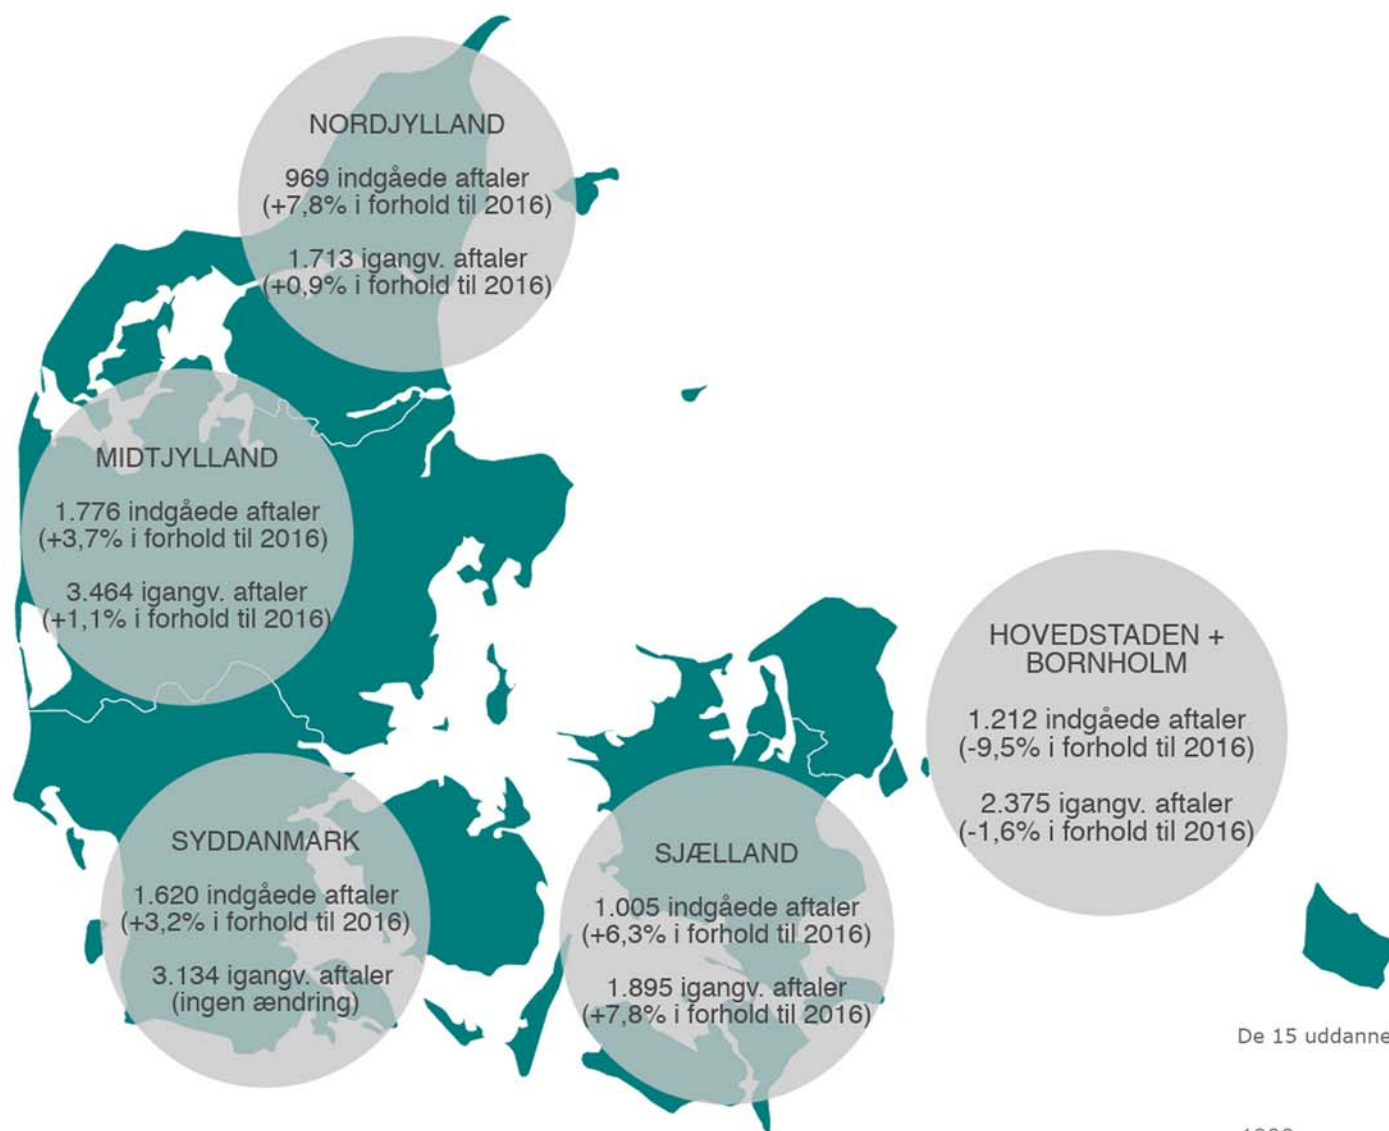 NORDJYLLAND
969 indgåede aftaler
(+7,8% i forhold til 2016)
1.713 igangv. aftaler
(+0,9% i forhold til 2016)
MIDTJYLLAND
1.776 indgåede aftaler
(+3,7% i forhold til 2016)
3.464 igangv. aftaler
(+1,1% i forhold til 2016)
HOVEDSTADEN +
BORNHOLM
1.212 indgåede aftaler
(-9,5% i forhold til 2016)
2.375 igangv. aftaler
(-1,6% i forhold til 2016)
SYDDANMARK
1.620 indgåede aftaler
(+3,2% i forhold til 2016)
3.134 igangv. aftaler
(ingen ændring)
SJÆLLAND
1.005 indgåede aftaler
(+6,3% i forhold til 2016)
1.895 igangv. aftaler
(+7,8% i forhold til 2016)
De 15 uddanne